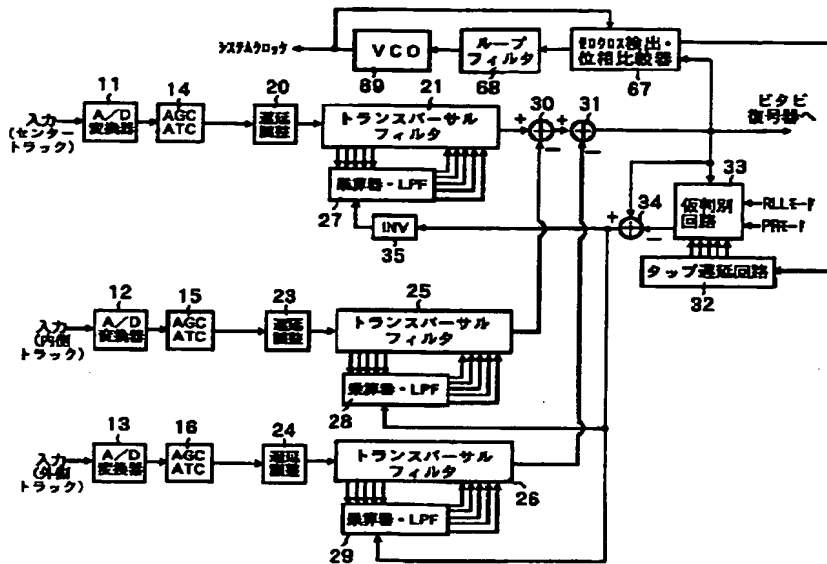 システムクロック
VCO
69
ループ
フィルタ
68
ゼロクロス検出・
位相比較器
67
入力
(センター
トラック)
11
A/D
変換器
14
AGC
ATC
20
遅延
調整
21
トランスバーサル
フィルタ
乗算器・LPF
27
INV
35
30
31
+
−
+
−
ビタビ
復号器へ
33
仮判別
回路
RLLモード
PRモード
34
+
−
タップ遅延回路
32
入力
(内側
トラック)
12
A/D
変換器
15
AGC
ATC
23
遅延
調整
25
トランスバーサル
フィルタ
乗算器・LPF
28
入力
(外側
トラック)
13
A/D
変換器
16
AGC
ATC
24
遅延
調整
トランスバーサル
フィルタ
26
乗算器・LPF
29